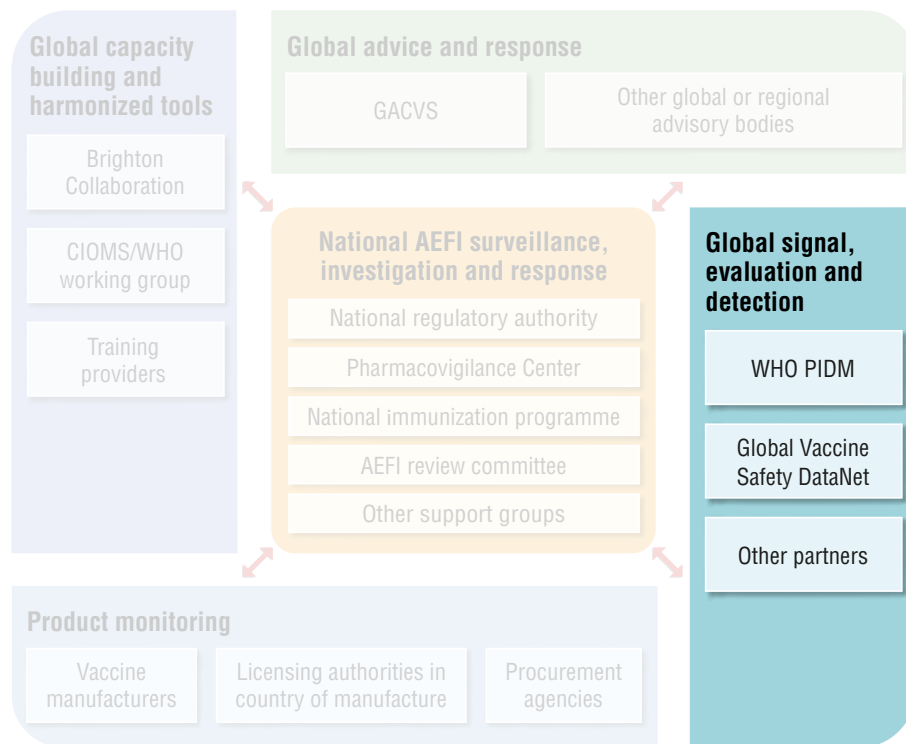 Global capacity
building and
harmonized tools
Brighton
Collaboration
CIOMS/WHO
working group
Training
providers
Global advice and response
GACVS
Other global or regional
advisory bodies
National AEFI surveillance,
investigation and response
National regulatory authority
Pharmacovigilance Center
National immunization programme
AEFI review committee
Other support groups
Global signal,
evaluation and
detection
WHO PIDM
Global Vaccine
Safety DataNet
Other partners
Product monitoring
Vaccine
manufacturers
Licensing authorities in
country of manufacture
Procurement
agencies